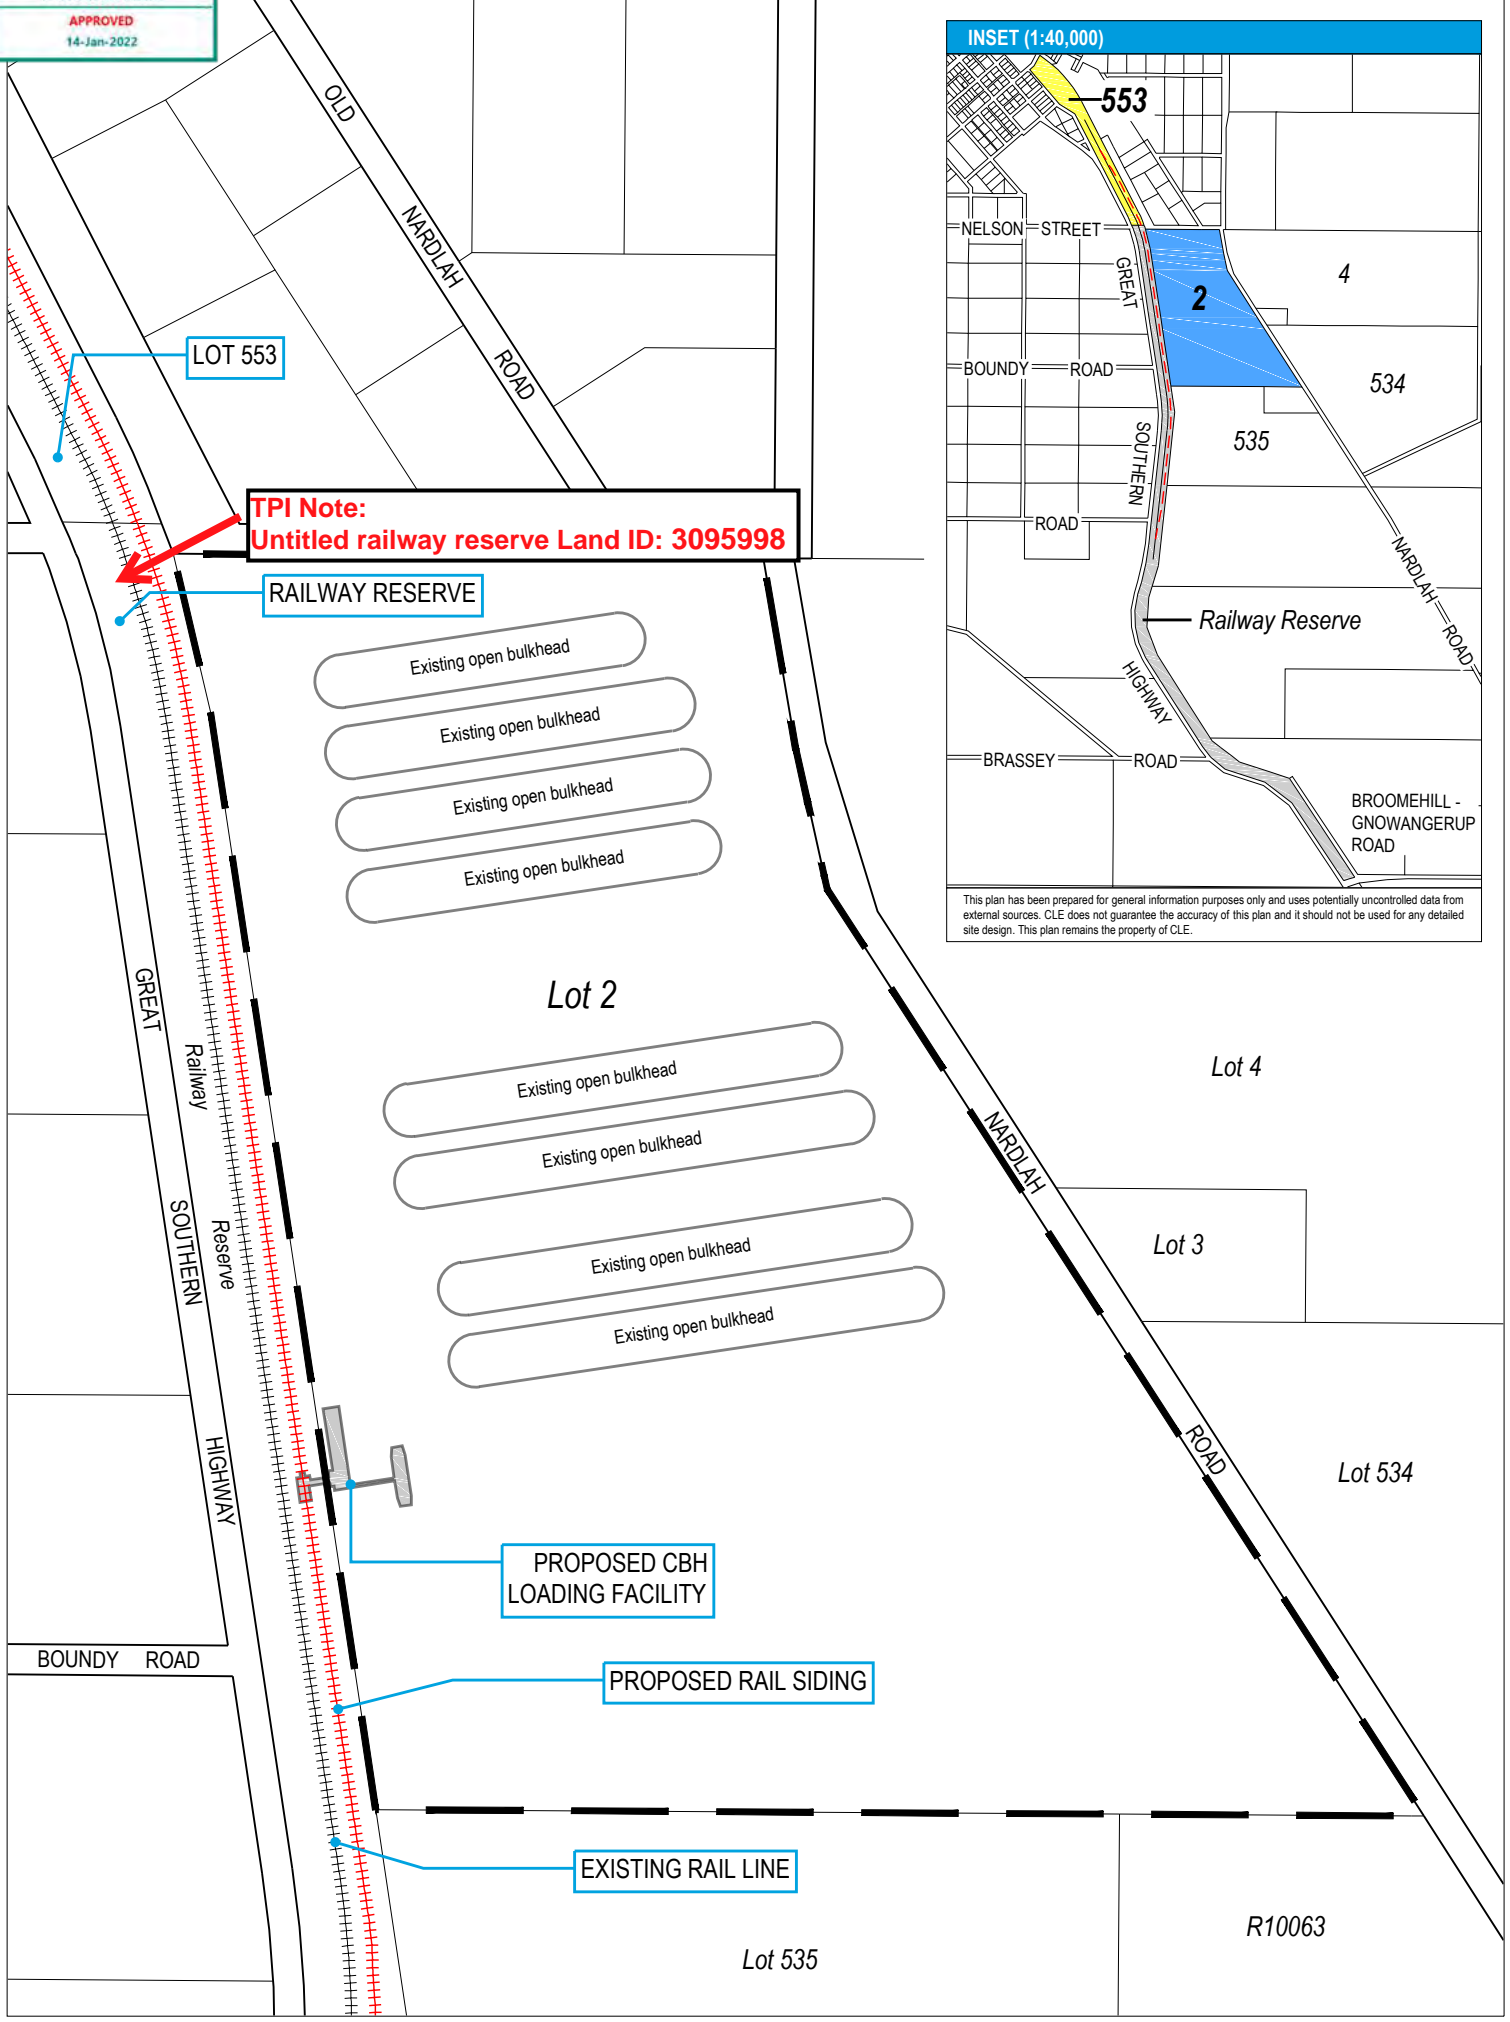 APPROVED
14-Jan-2022
OLD
NARDLAH
ROAD
LOT 553
TPI Note:
Untitled railway reserve Land ID: 3095998
RAILWAY RESERVE
Existing open bulkhead
Existing open bulkhead
Existing open bulkhead
Existing open bulkhead
Lot 2
GREAT
SOUTHERN
HIGHWAY
Railway
Reserve
Existing open bulkhead
Existing open bulkhead
Existing open bulkhead
Existing open bulkhead
NARDLAH
ROAD
Lot 4
Lot 3
Lot 534
PROPOSED CBH
LOADING FACILITY
BOUNDY ROAD
PROPOSED RAIL SIDING
EXISTING RAIL LINE
Lot 535
R10063
INSET (1:40,000)
553
NELSON STREET
GREAT
2
4
BOUNDY ROAD
534
SOUTHERN
535
ROAD
NARDLAH
ROAD
Railway Reserve
HIGHWAY
BRASSEY ROAD
BROOMEHILL -
GNOWANGERUP
ROAD
This plan has been prepared for general information purposes only and uses potentially uncontrolled data from
external sources. CLE does not guarantee the accuracy of this plan and it should not be used for any detailed
site design. This plan remains the property of CLE.